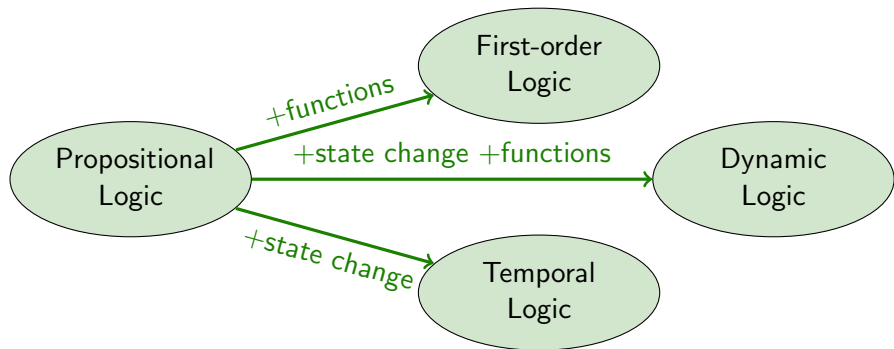 First-order
Logic
+functions
Propositional
Logic
+state change +functions
Dynamic
Logic
+state change
Temporal
Logic